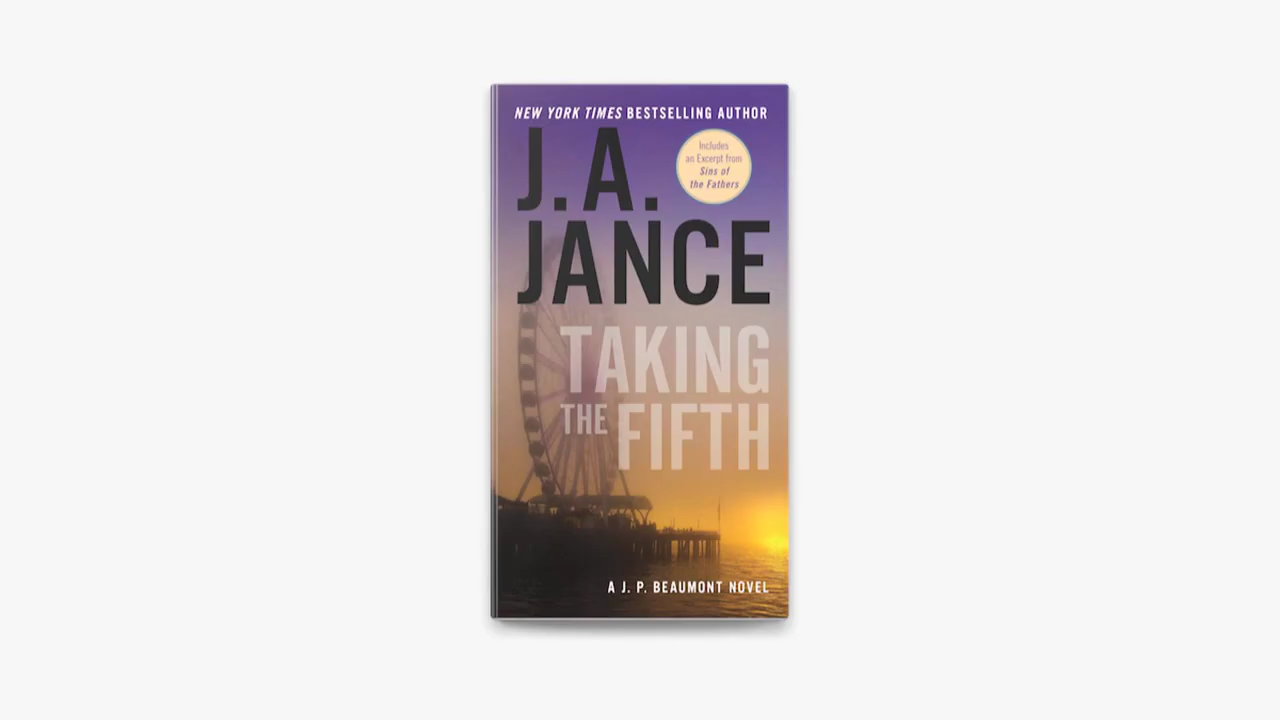 NEW YORK TIMES BESTSELLING AUTHOR
J.A.
JANCE
Includes
an Excerpt from
Sins of
the Fathers
TAKING
THE FIFTH
A J. P. BEAUMONT NOVEL